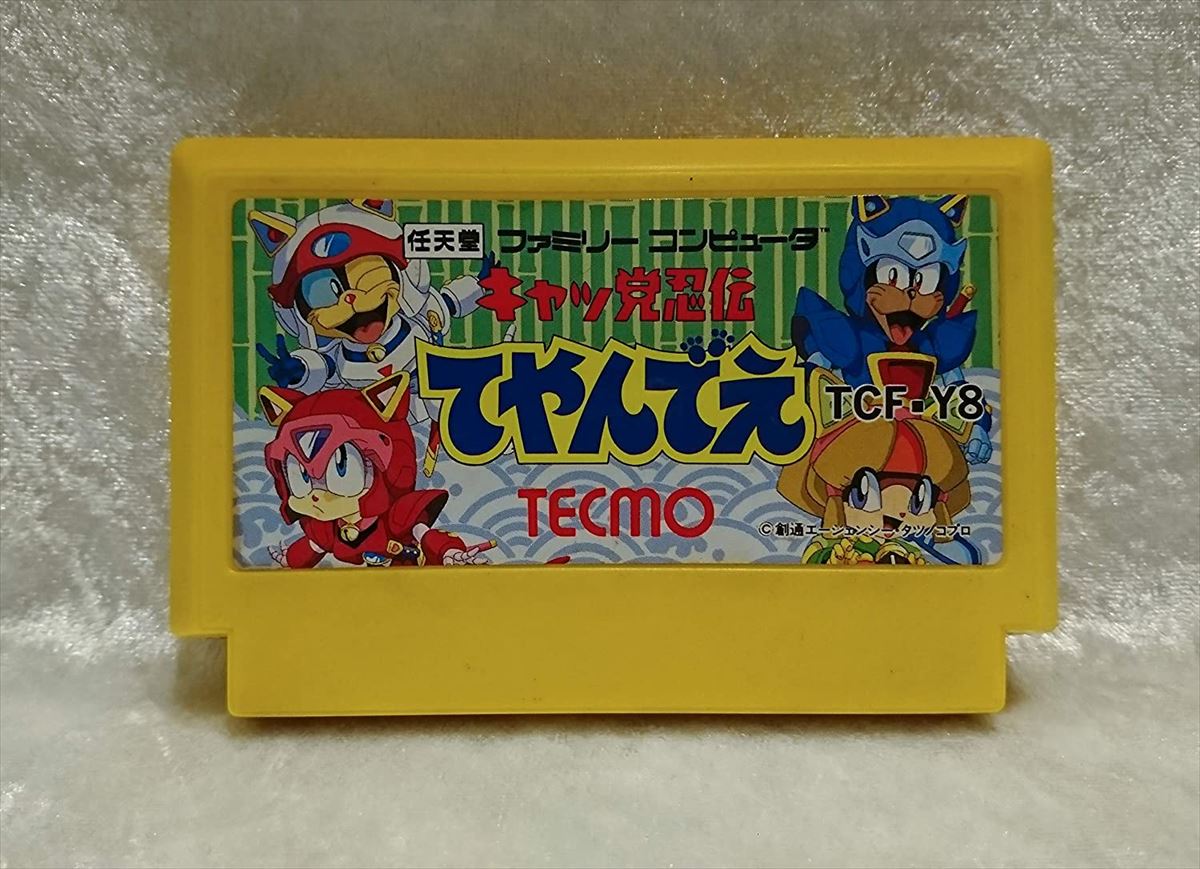 任天堂 ファミリー コンピュータ™
キャッ党忍伝
てやんでえ
TCF-Y8
TECMO
©創通エージェンシー・タツノコプロ